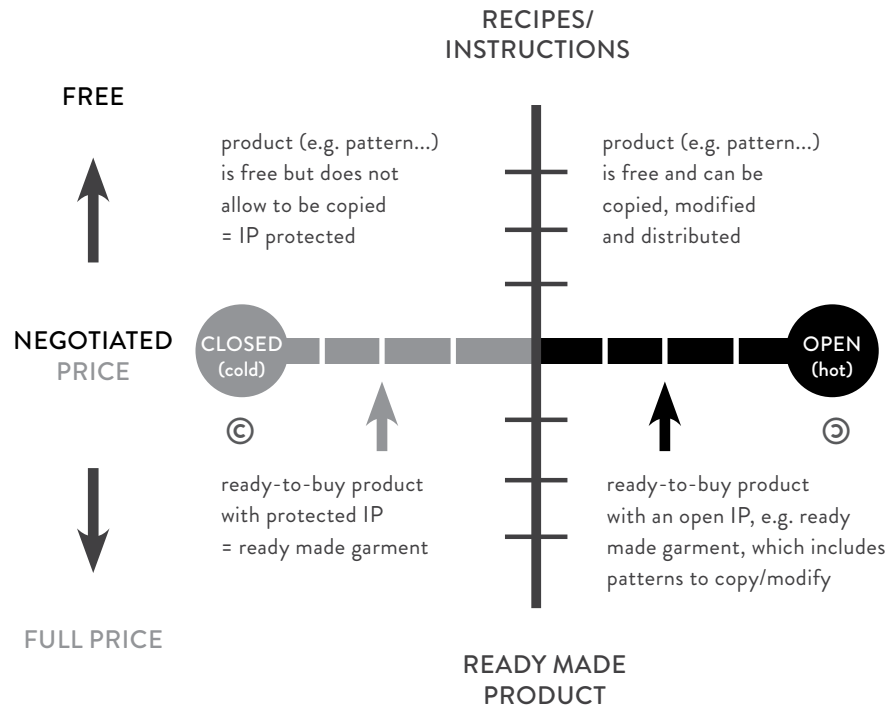 RECIPES/
INSTRUCTIONS
FREE
product (e.g. pattern...)
is free but does not
allow to be copied
= IP protected
product (e.g. pattern...)
is free and can be
copied, modified
and distributed
NEGOTIATED
PRICE
CLOSED
(cold)
OPEN
(hot)
©
🄯
ready-to-buy product
with protected IP
= ready made garment
ready-to-buy product
with an open IP, e.g. ready
made garment, which includes
patterns to copy/modify
FULL PRICE
READY MADE
PRODUCT